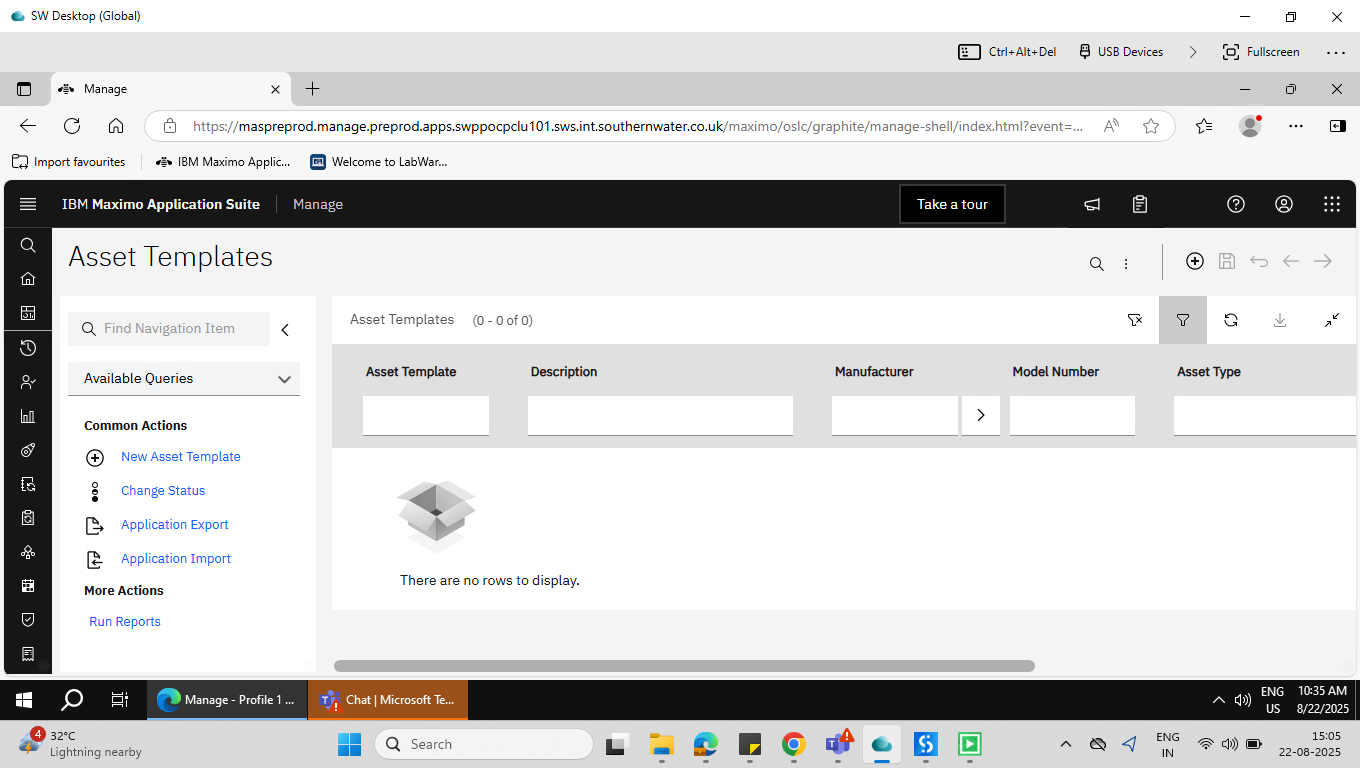 SW Desktop (Global)
Ctrl+Alt+Del
USB Devices
Fullscreen
Manage
https://maspreprod.manage.preprod.apps.swppocpclu101.sws.int.southernwater.co.uk/maximo/oslc/graphite/manage-shell/index.html?event=...
Import favourites
IBM Maximo Applic...
Welcome to LabWar...
IBM Maximo Application Suite
Manage
Take a tour
Asset Templates
Find Navigation Item
Available Queries
Common Actions
New Asset Template
Change Status
Application Export
Application Import
More Actions
Run Reports
Asset Templates
(0 - 0 of 0)
Asset Template
Description
Manufacturer
Model Number
Asset Type
There are no rows to display.
Manage - Profile 1 ...
Chat | Microsoft Te...
ENG
US
10:35 AM
8/22/2025
4
32°C
Lightning nearby
Search
ENG
IN
15:05
22-08-2025